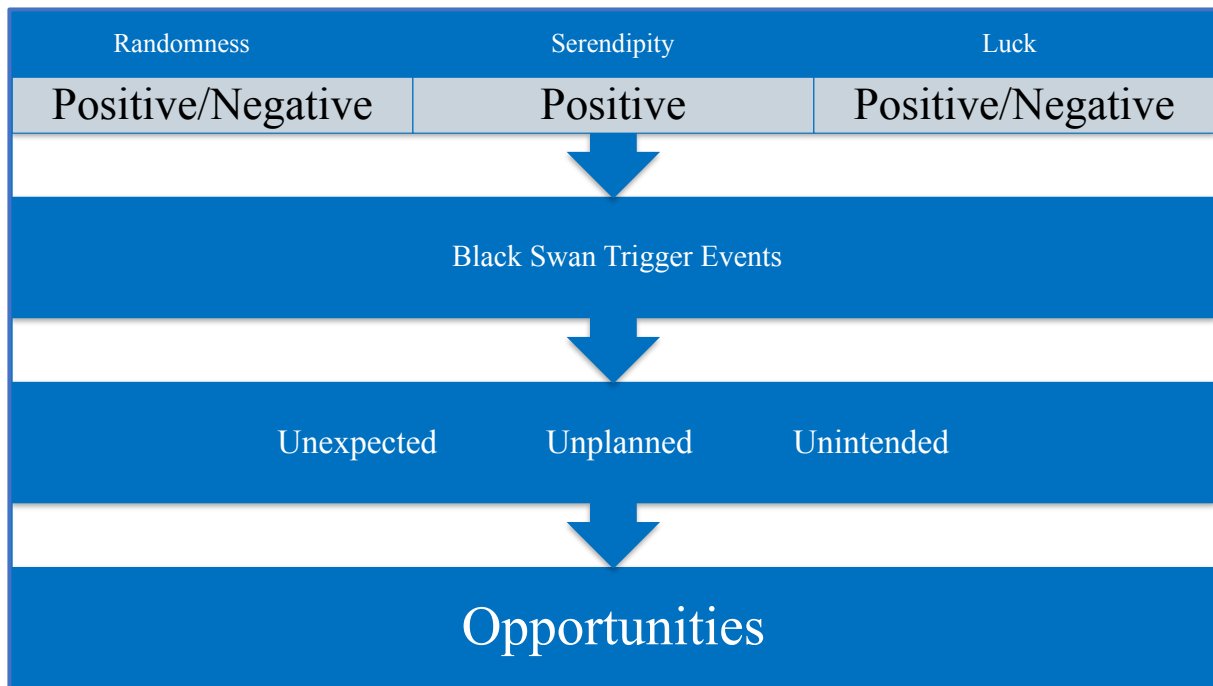 Randomness Serendipity Luck
Positive/Negative Positive Positive/Negative
Black Swan Trigger Events
Unexpected Unplanned Unintended
Opportunities